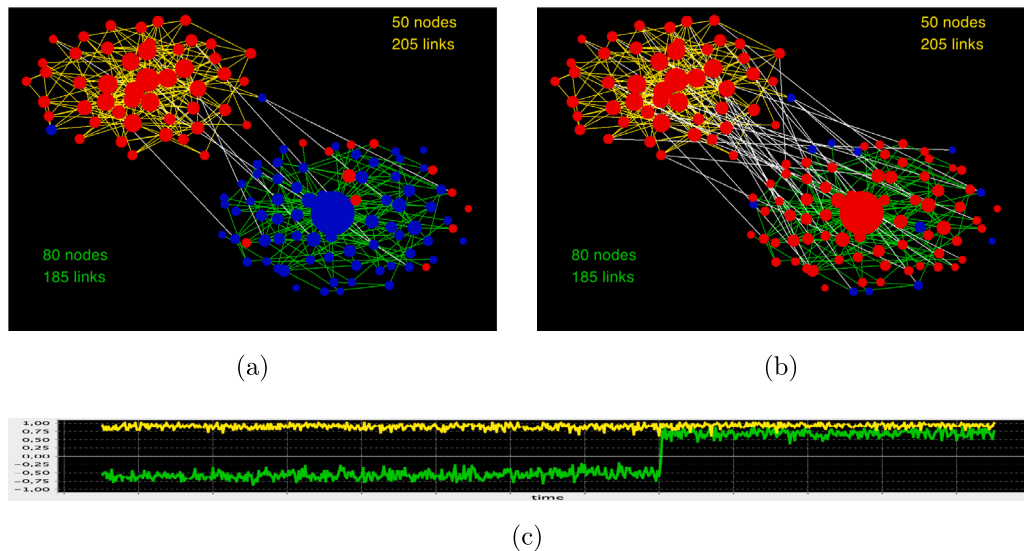 50 nodes
205 links
80 nodes
185 links
50 nodes
205 links
80 nodes
185 links
(a)
(b)
1,00
0,75
0,50
0,25
0,00
-0,25
-0,50
-0,75
-1,00
time
(c)